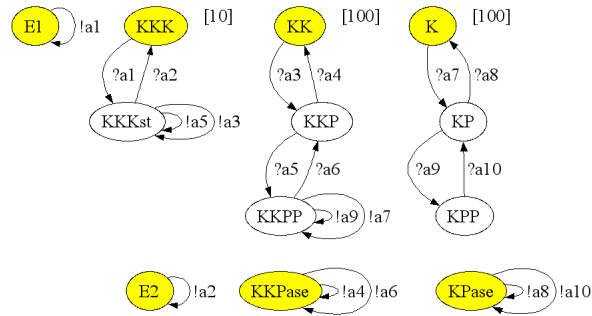 E1 !a1 KKK [10] KK [100] K [100]
?a1 ?a2 ?a3 ?a4 ?a7 ?a8
KKKst !a5 !a3 KKP KP
?a5 ?a6 ?a9 ?a10
KKPP !a9 !a7 KPP
E2 !a2 KKPase !a4 !a6 KPase !a8 !a10